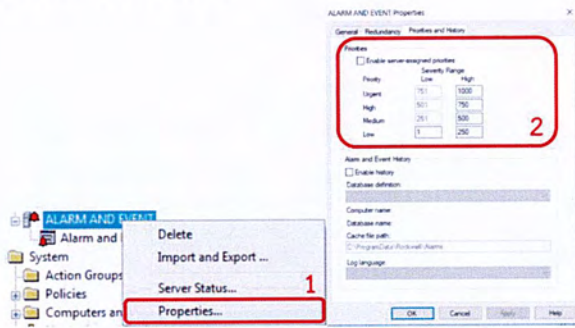 ALARM AND EVENT Properties
General Redundancy Priorities and History
Priorities
Enable server-assigned priorities
Severity Range
Priority Low High
Urgent 751 1000
High 501 750
Medium 251 500
Low 1 250
2
Alarm and Event History
Enable history
Database definition:
Computer name:
Database name:
Cache file path:
C:\ProgramData\Rockwell\Alarms
Log language:
OK Cancel Apply Help
ALARM AND EVENT
Alarm and
System
Action Groups
Policies
Computers an
Delete
Import and Export ...
Server Status...
1
Properties...